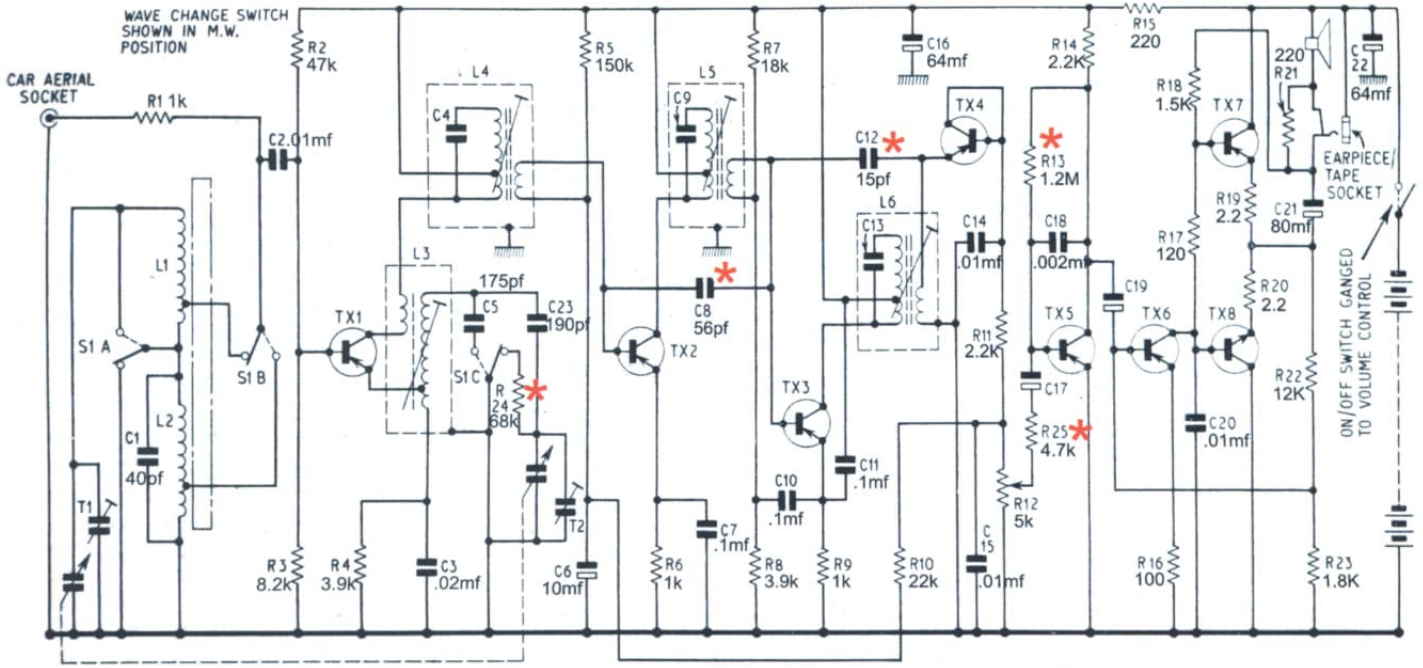 WAVE CHANGE SWITCH
SHOWN IN M.W.
POSITION
CAR AERIAL
SOCKET
R1 1k
C2
.01mf
R2
47k
L4
C4
R5
150k
L5
C9
R7
18k
C12
15pf
C16
64mf
TX4
R14
2.2K
R15
220
R13
1.2M
R18
1.5K
TX7
220
R21
C
22
64mf
EARPIECE/
TAPE
SOCKET
R19
2.2
C21
80mf
L6
C13
C14
.01mf
C18
.002m
R17
120
R20
2.2
ON/OFF SWITCH GANGED
TO VOLUME CONTROL
L1
S1 A
S1 B
L2
C1
40pf
T1
L3
175pf
C5
C23
190pf
TX1
S1C
R
24
68k
T2
C8
56pf
TX2
TX3
R11
2.2K
TX5
C19
TX6
TX8
R22
12K
C17
R25
4.7k
C20
.01mf
C10
.1mf
C11
.1mf
R12
5k
R3
8.2k
R4
3.9k
C3
.02mf
C6
10mf
R6
1k
C7
.1mf
R8
3.9k
R9
1k
R10
22k
C
15
.01mf
R16
100
R23
1.8K